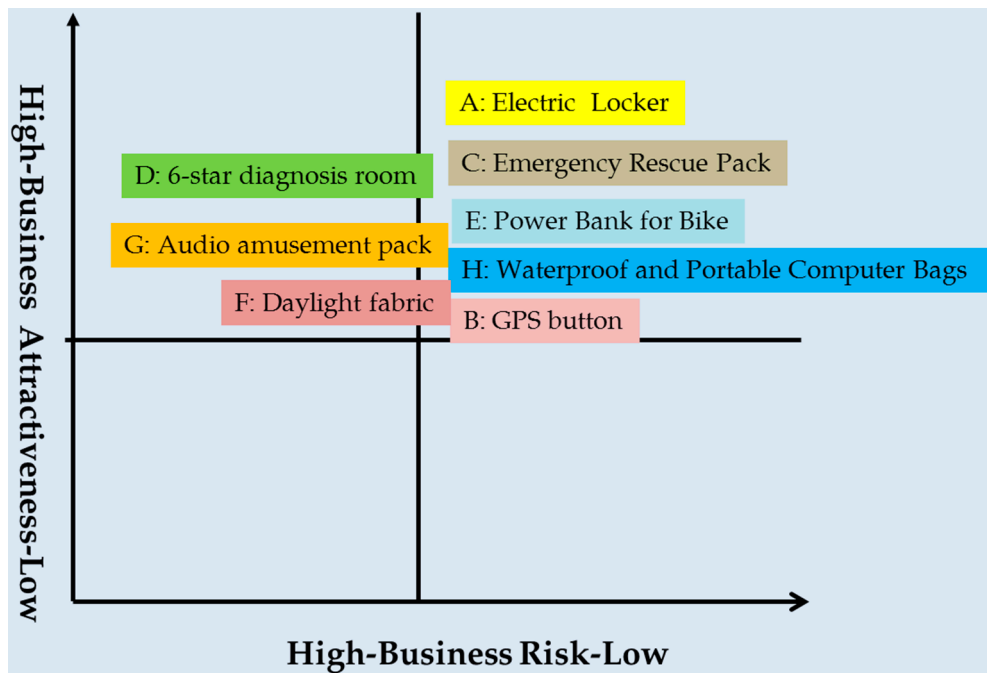 High-Business Attractiveness-Low
A: Electric Locker
C: Emergency Rescue Pack
D: 6-star diagnosis room
E: Power Bank for Bike
G: Audio amusement pack
H: Waterproof and Portable Computer Bags
F: Daylight fabric
B: GPS button
High-Business Risk-Low